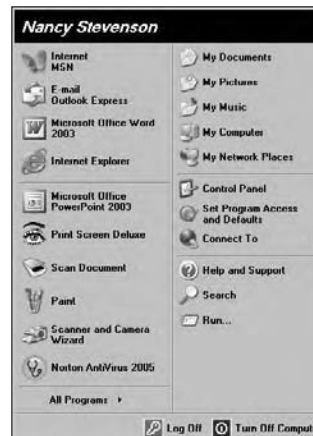 Nancy Stevenson
Internet
MSN
E-mail
Outlook Express
Microsoft Office Word
2003
Internet Explorer
Microsoft Office
PowerPoint 2003
Print Screen Deluxe
Scan Document
Paint
Scanner and Camera
Wizard
Norton AntiVirus 2005
All Programs
My Documents
My Pictures
My Music
My Computer
My Network Places
Control Panel
Set Program Access
and Defaults
Connect To
Help and Support
Search
Run...
Log Off
Turn Off Comput